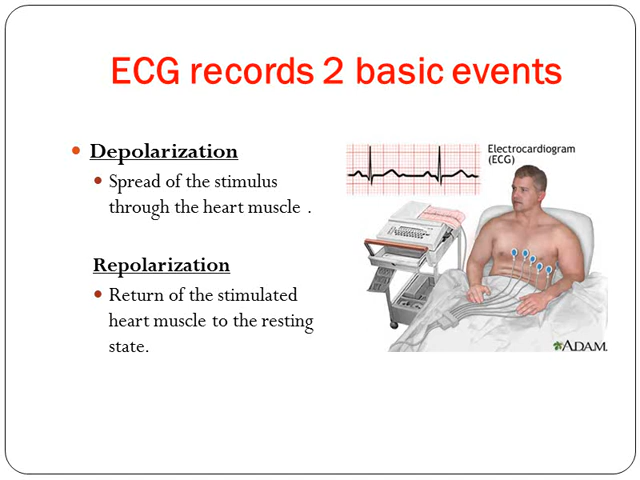 ECG records 2 basic events
• Depolarization
• Spread of the stimulus
through the heart muscle .
Repolarization
• Return of the stimulated
heart muscle to the resting
state.
Electrocardiogram
(ECG)
ADAM.